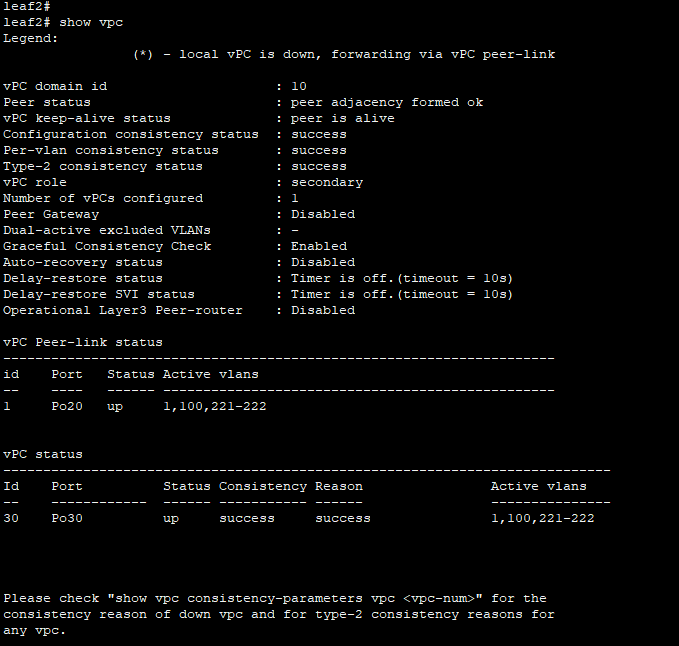 leaf2#
leaf2# show vpc
Legend:
                (*) - local vPC is down, forwarding via vPC peer-link

vPC domain id                     : 10
Peer status                       : peer adjacency formed ok
vPC keep-alive status             : peer is alive
Configuration consistency status  : success
Per-vlan consistency status       : success
Type-2 consistency status         : success
vPC role                          : secondary
Number of vPCs configured         : 1
Peer Gateway                      : Disabled
Dual-active excluded VLANs        : -
Graceful Consistency Check        : Enabled
Auto-recovery status              : Disabled
Delay-restore status              : Timer is off.(timeout = 10s)
Delay-restore SVI status          : Timer is off.(timeout = 10s)
Operational Layer3 Peer-router    : Disabled

vPC Peer-link status
---------------------------------------------------------------------
id    Port   Status Active vlans
--    ----   ------ -------------------------------------------------
1     Po20   up     1,100,221-222


vPC status
----------------------------------------------------------------------------
Id    Port          Status Consistency Reason                Active vlans
--    ------------  ------ ----------- ------                ---------------
30    Po30          up     success     success               1,100,221-222




Please check "show vpc consistency-parameters vpc <vpc-num>" for the
consistency reason of down vpc and for type-2 consistency reasons for
any vpc.